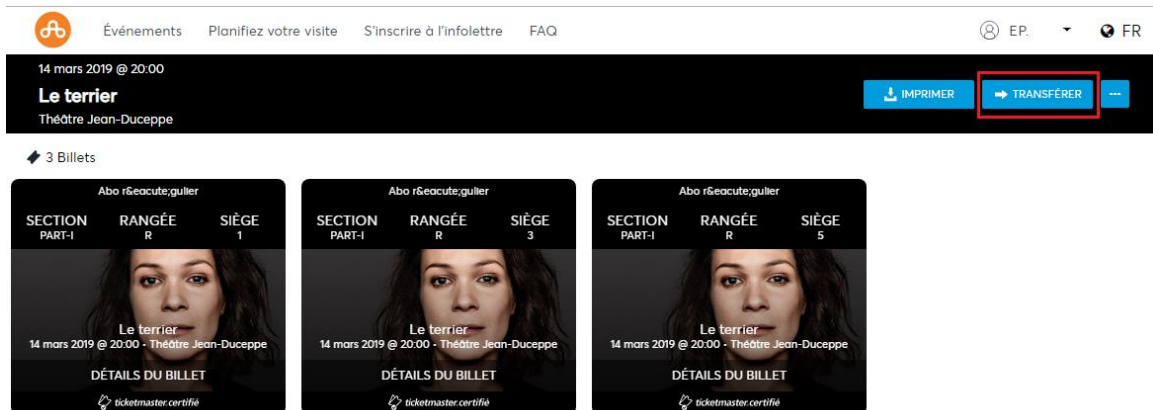 Événements Planifiez votre visite S'inscrire à l'infolettre FAQ EP. FR
14 mars 2019 @ 20:00
Le terrier
Théâtre Jean-Duceppe
IMPRIMER TRANSFÉRER ...
3 Billets
Abo r&eacute;gulier Abo r&eacute;gulier Abo r&eacute;gulier
SECTION RANGÉE SIÈGE SECTION RANGÉE SIÈGE SECTION RANGÉE SIÈGE
PART-I R 1 PART-I R 3 PART-I R 5
Le terrier Le terrier Le terrier
14 mars 2019 @ 20:00 - Théâtre Jean-Duceppe 14 mars 2019 @ 20:00 - Théâtre Jean-Duceppe 14 mars 2019 @ 20:00 - Théâtre Jean-Duceppe
DÉTAILS DU BILLET DÉTAILS DU BILLET DÉTAILS DU BILLET
ticketmaster.certifié ticketmaster.certifié ticketmaster.certifié